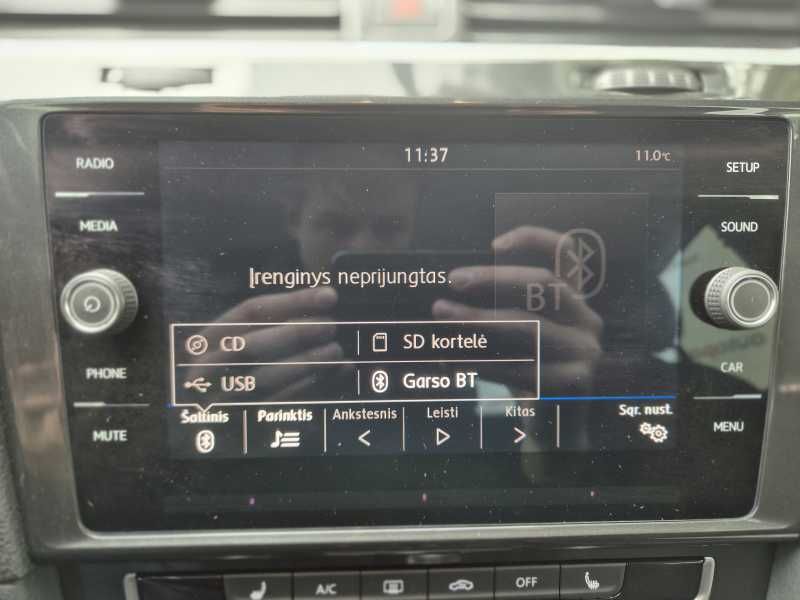 11:37
11.0°C
RADIO
SETUP
MEDIA
SOUND
Įrenginys neprijungtas.
BT
CD
SD kortelė
USB
Garso BT
PHONE
CAR
Šaltinis
Parinktis
Ankstesnis
Leisti
Kitas
Sąr. nust.
MUTE
MENU
A/C
OFF